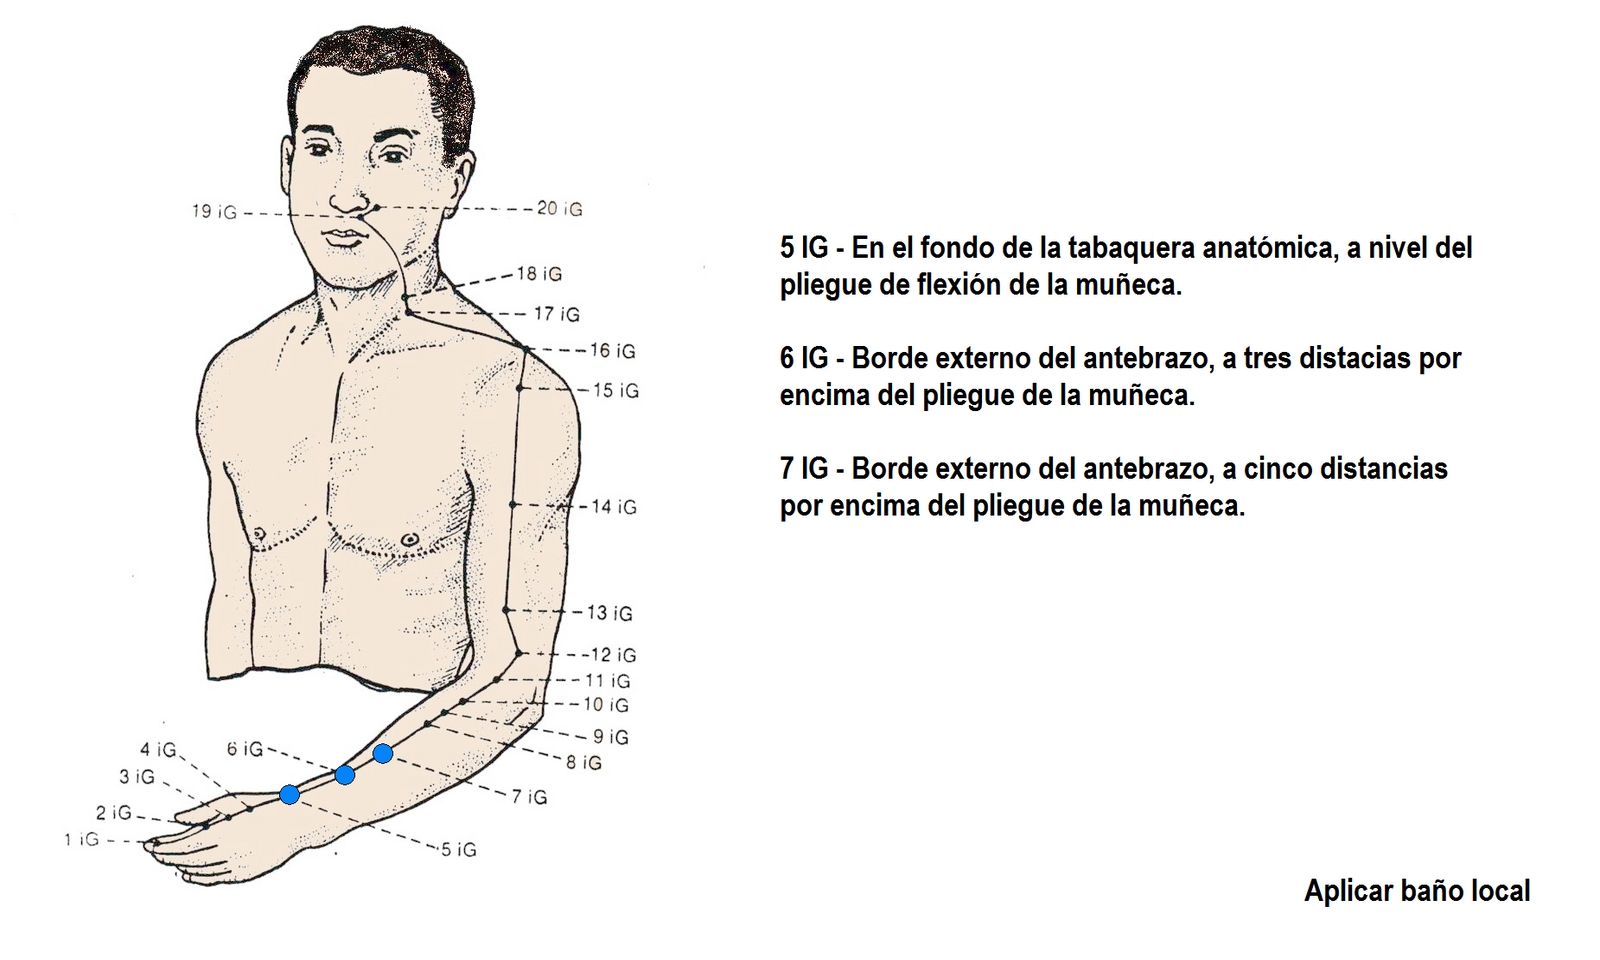 19 iG
20 iG
18 iG
17 iG
16 iG
15 iG
14 iG
13 iG
12 iG
11 iG
10 iG
9 iG
8 iG
7 iG
6 iG
5 iG
4 iG
3 iG
2 iG
1 iG
5 IG - En el fondo de la tabaquera anatómica, a nivel del
pliegue de flexión de la muñeca.
6 IG - Borde externo del antebrazo, a tres distacias por
encima del pliegue de la muñeca.
7 IG - Borde externo del antebrazo, a cinco distancias
por encima del pliegue de la muñeca.
Aplicar baño local